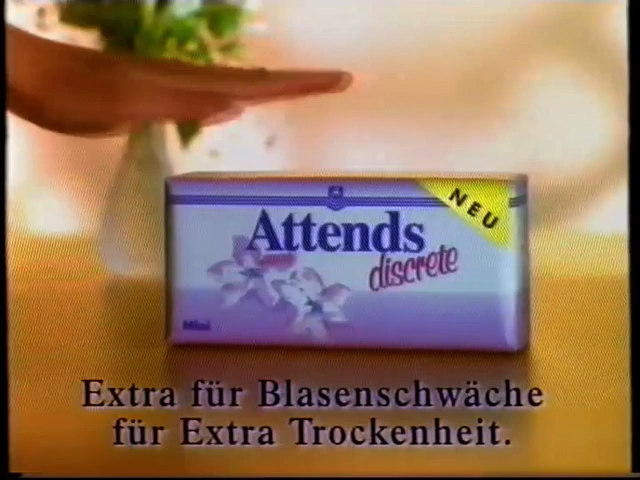 NEU
Attends
discrete
Mini
Extra für Blasenschwäche
für Extra Trockenheit.